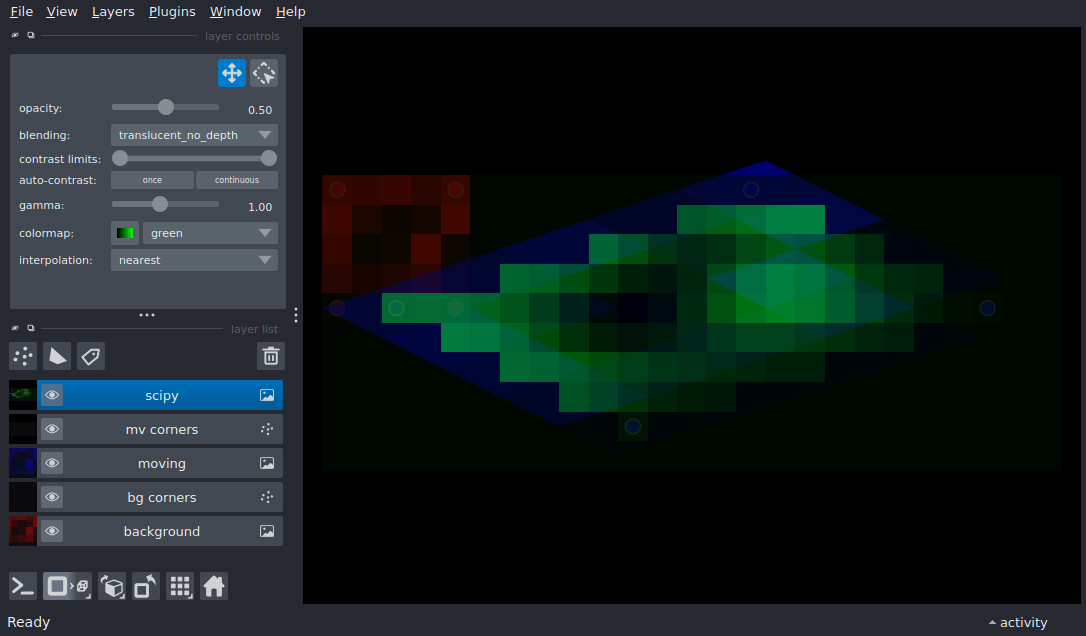 File View Layers Plugins Window Help
layer controls
opacity: 0.50
blending: translucent_no_depth
contrast limits:
auto-contrast: once continuous
gamma: 1.00
colormap: green
interpolation: nearest
layer list
scipy
mv corners
moving
bg corners
background
Ready activity